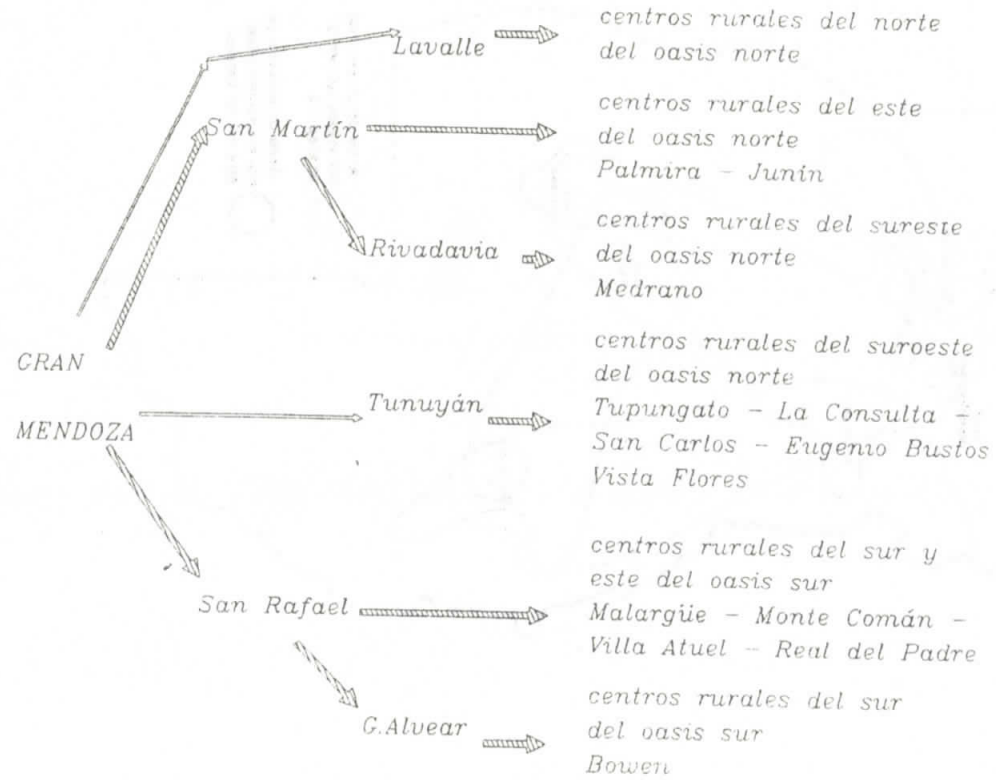 centros rurales del norte
Lavalle
del oasis norte
centros rurales del este
San Martín
del oasis norte
Palmira - Junín
centros rurales del sureste
Rivadavia
del oasis norte
Medrano
centros rurales del suroeste
GRAN
del oasis norte
Tunuyán
Tupungato - La Consulta -
MENDOZA
San Carlos - Eugenio Bustos
Vista Flores
centros rurales del sur y
este del oasis sur
San Rafael
Malargüe - Monte Comán -
Villa Atuel - Real del Padre
centros rurales del sur
G.Alvear
del oasis sur
Bowen